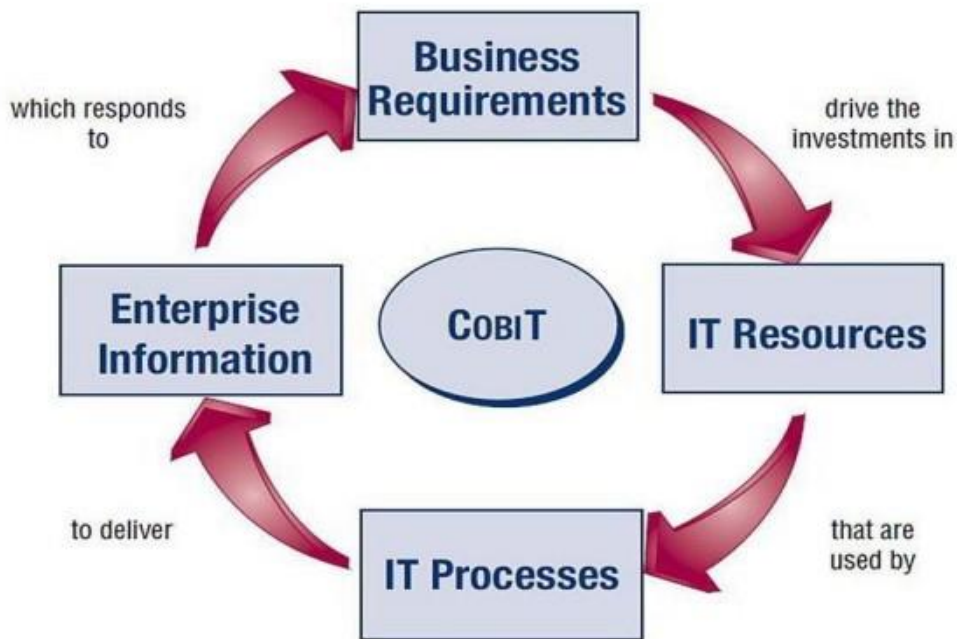 Business
Requirements
which responds
to
drive the
investments in
Enterprise
Information
COBIT
IT Resources
to deliver
that are
used by
IT Processes